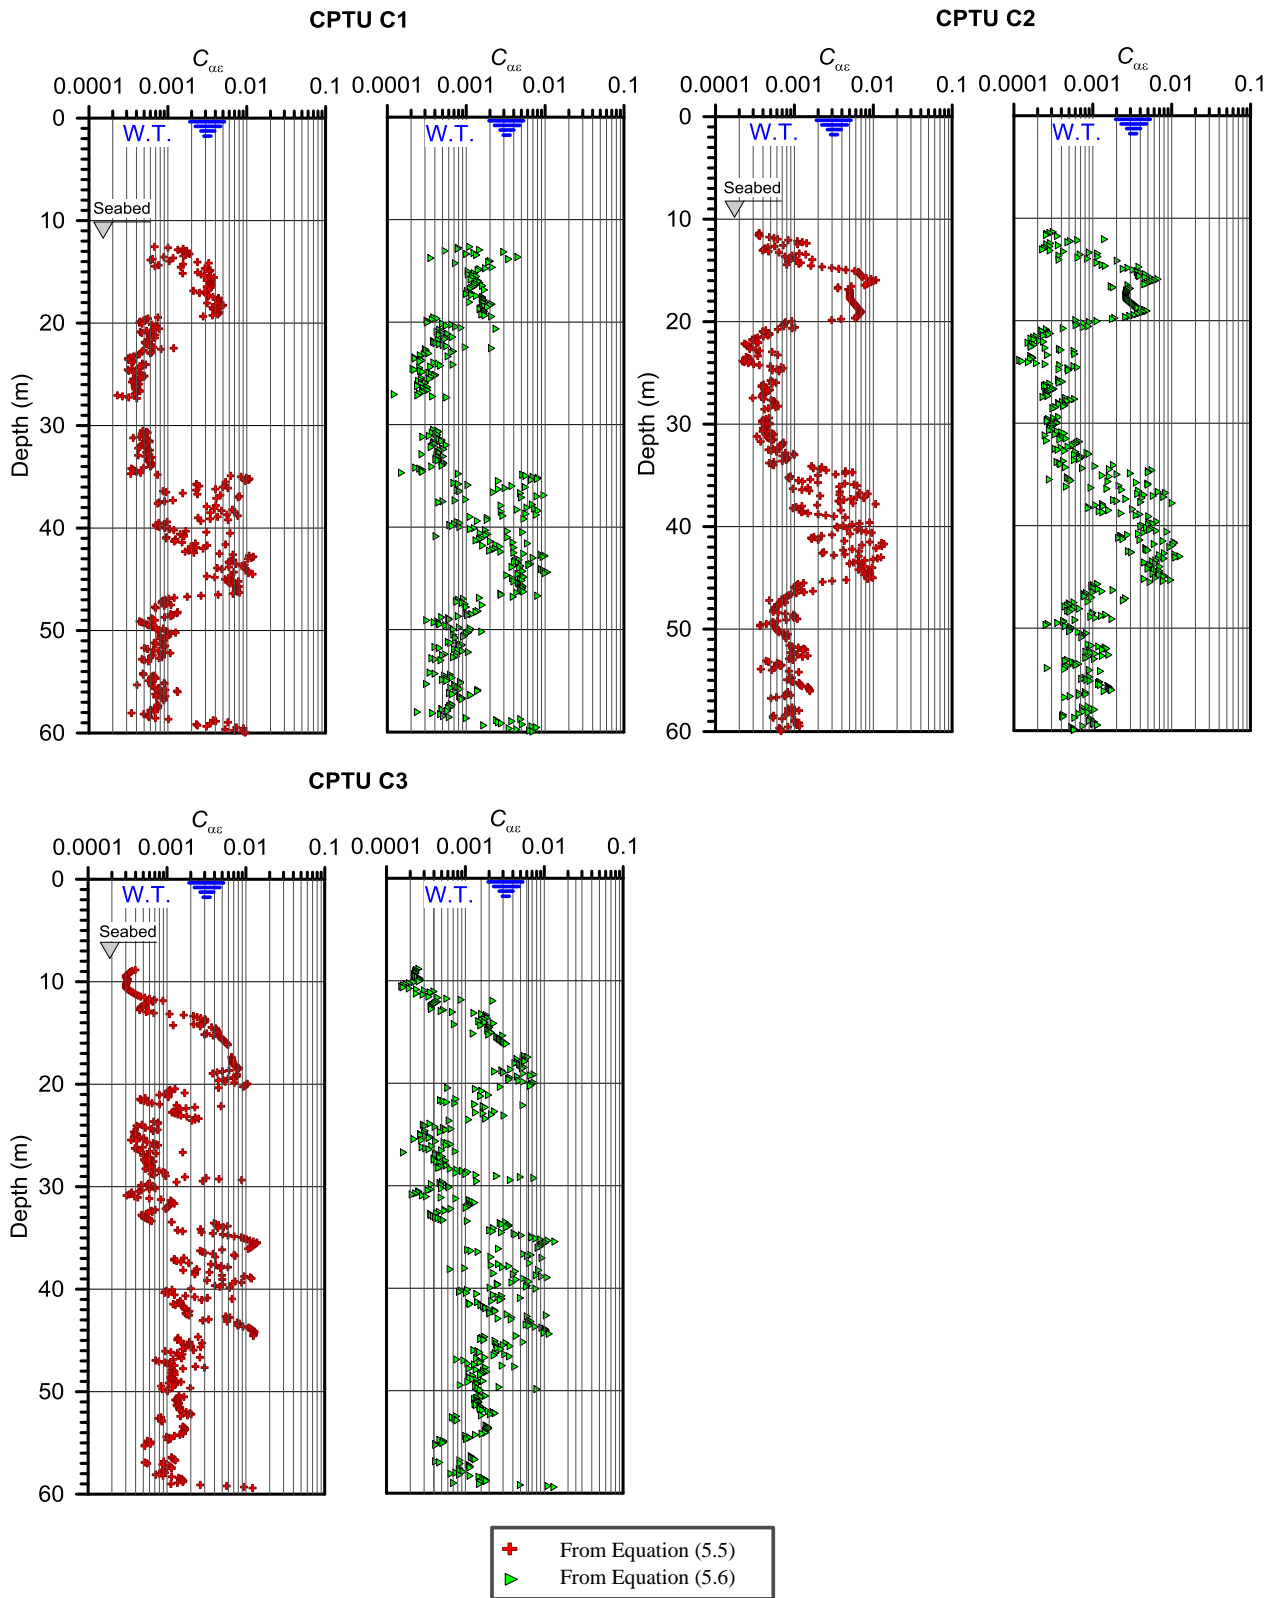 CPTU C1
CPTU C2
Cαε
Cαε
Cαε
Cαε
0.0001 0.001 0.01 0.1
0.0001 0.001 0.01 0.1
0.0001 0.001 0.01 0.1
0.0001 0.001 0.01 0.1
0
10
20
30
40
50
60
Depth (m)
W.T.
Seabed
W.T.
0
10
20
30
40
50
60
Depth (m)
W.T.
Seabed
W.T.
CPTU C3
Cαε
Cαε
0.0001 0.001 0.01 0.1
0.0001 0.001 0.01 0.1
0
10
20
30
40
50
60
Depth (m)
W.T.
Seabed
W.T.
From Equation (5.5)
From Equation (5.6)